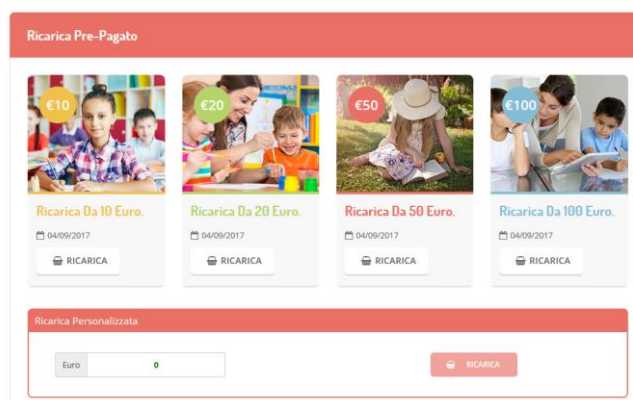 Ricarica Pre-Pagato
€10
€20
€50
€100
Ricarica Da 10 Euro.
Ricarica Da 20 Euro.
Ricarica Da 50 Euro.
Ricarica Da 100 Euro.
04/09/2017
04/09/2017
04/09/2017
04/09/2017
RICARICA
RICARICA
RICARICA
RICARICA
Ricarica Personalizzata
Euro
0
RICARICA